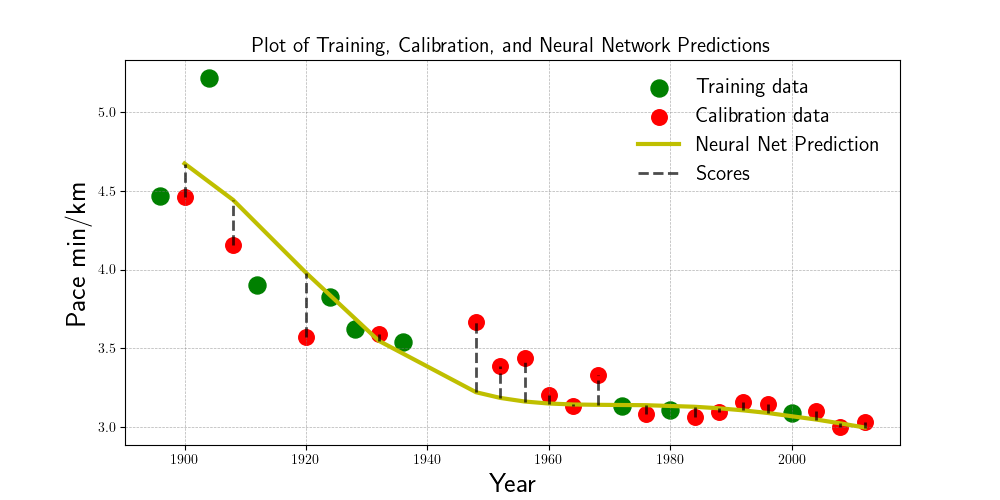 Plot of Training, Calibration, and Neural Network Predictions
Training data
Calibration data
Neural Net Prediction
Scores
Pace min/km
5.0
4.5
4.0
3.5
3.0
1900 1920 1940 1960 1980 2000
Year